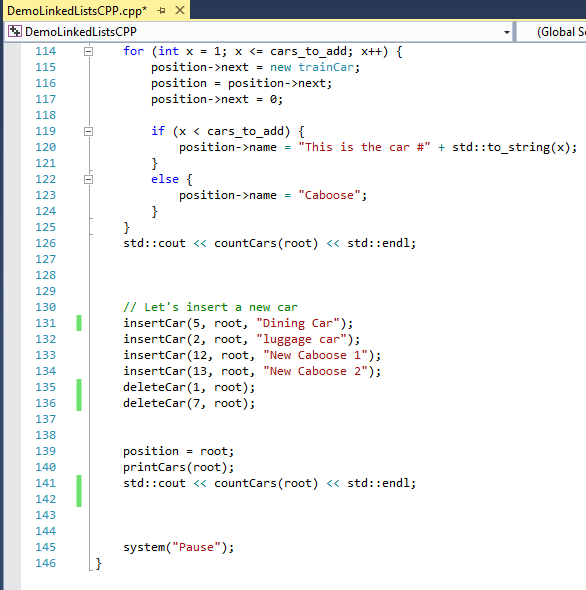 DemoLinkedListsCPP.cpp*
DemoLinkedListsCPP (Global S
114 for (int x = 1; x <= cars_to_add; x++) {
115 position->next = new trainCar;
116 position = position->next;
117 position->next = 0;
118
119 if (x < cars_to_add) {
120 position->name = "This is the car #" + std::to_string(x);
121 }
122 else {
123 position->name = "Caboose";
124 }
125 }
126 std::cout << countCars(root) << std::endl;
127
128
129
130 // Let's insert a new car
131 insertCar(5, root, "Dining Car");
132 insertCar(2, root, "luggage car");
133 insertCar(12, root, "New Caboose 1");
134 insertCar(13, root, "New Caboose 2");
135 deleteCar(1, root);
136 deleteCar(7, root);
137
138
139 position = root;
140 printCars(root);
141 std::cout << countCars(root) << std::endl;
142
143
144
145 system("Pause");
146 }